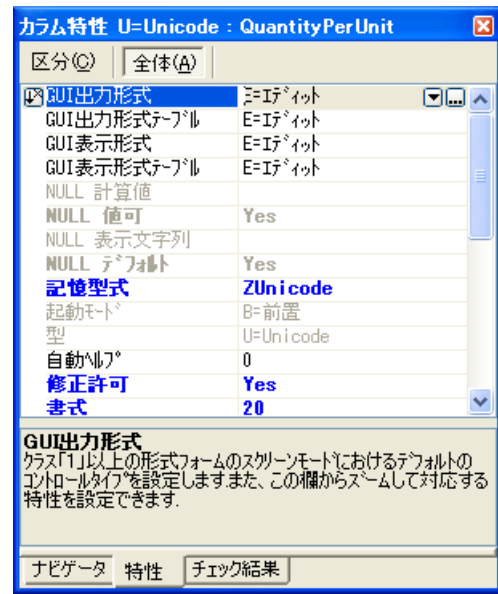 カラム特性 U=Unicode : QuantityPerUnit
区分(C) 全体(A)
GUI出力形式 E=ｴﾃﾞｨｯﾄ
GUI出力形式ﾃｰﾌﾞﾙ E=ｴﾃﾞｨｯﾄ
GUI表示形式 E=ｴﾃﾞｨｯﾄ
GUI表示形式ﾃｰﾌﾞﾙ E=ｴﾃﾞｨｯﾄ
NULL 計算値
NULL 値可 Yes
NULL 表示文字列
NULL ﾃﾞﾌｫﾙﾄ Yes
記憶型式 ZUnicode
起動ﾓｰﾄﾞ B=前置
型 U=Unicode
自動ﾍﾙﾌﾟ 0
修正許可 Yes
書式 20
GUI出力形式
ｸﾗｽ「1」以上の形式ﾌｫｰﾑのｽｸﾘｰﾝﾓｰﾄﾞにおけるﾃﾞﾌｫﾙﾄの
ｺﾝﾄﾛｰﾙﾀｲﾌﾟを設定します.また、この欄からｽﾞｰﾑして対応する
特性を設定できます.
ナビゲータ 特性 チェック結果